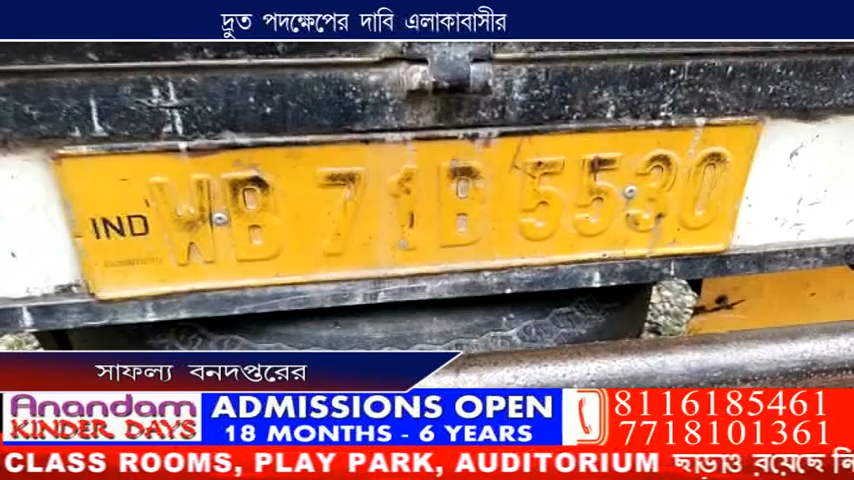 দ্রুত পদক্ষেপের দাবি এলাকাবাসীর
IND WB 71B 5530
সাফল্য বনদপ্তরের
Anandam
KINDER DAYS
ADMISSIONS OPEN
18 MONTHS - 6 YEARS
8116185461
7718101361
CLASS ROOMS, PLAY PARK, AUDITORIUM ছাড়াও রয়েছে